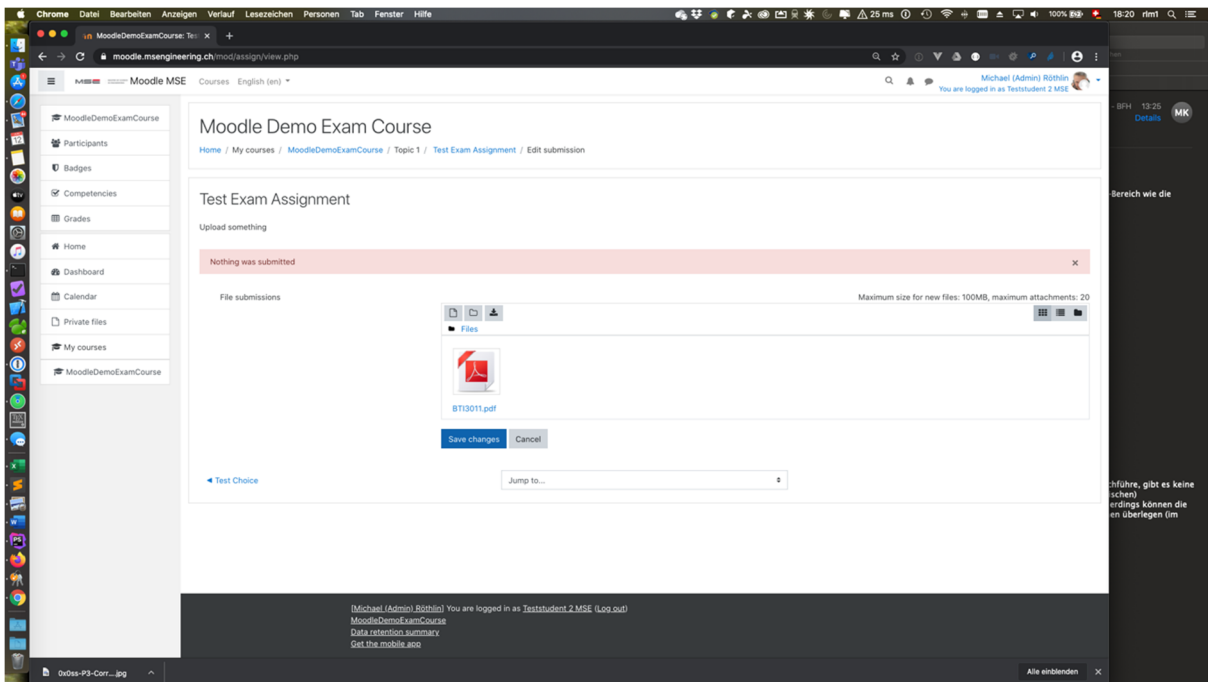 Chrome Datei Bearbeiten Anzeigen Verlauf Lesezeichen Personen Tab Fenster Hilfe 25 ms 100% 18:20 rlm1
MoodleDemoExamCourse: Tes
moodle.msengineering.ch/mod/assign/view.php
MSE Moodle MSE Courses English (en)
Michael (Admin) Röthlin
You are logged in as Teststudent 2 MSE
- BFH 13:25
Details
MK
MoodleDemoExamCourse
Participants
Badges
Competencies
Grades
Home
Dashboard
Calendar
Private files
My courses
MoodleDemoExamCourse
Moodle Demo Exam Course
Home / My courses / MoodleDemoExamCourse / Topic 1 / Test Exam Assignment / Edit submission
-Bereich wie die
Test Exam Assignment
Upload something
Nothing was submitted
File submissions
Maximum size for new files: 100MB, maximum attachments: 20
Files
BTI3011.pdf
Save changes Cancel
Test Choice
Jump to...
chführe, gibt es keine
ischen)
erdings können die
en überlegen (im
[Michael (Admin) Röthlin] You are logged in as Teststudent 2 MSE (Log out)
MoodleDemoExamCourse
Data retention summary
Get the mobile app
0x0ss-P3-Corr....jpg
Alle einblenden